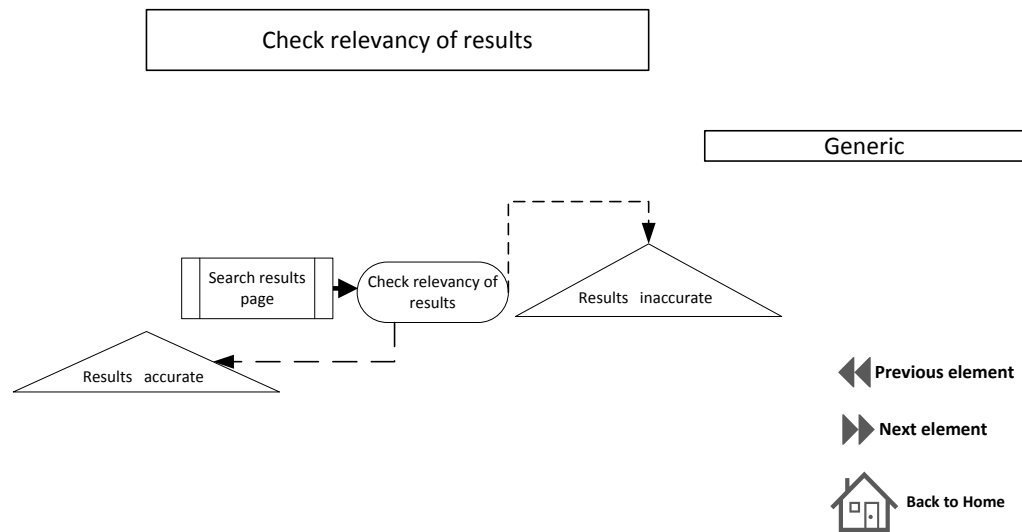 Check relevancy of results
Generic
Search results
page
Check relevancy of
results
Results inaccurate
Results accurate
Previous element
Next element
Back to Home